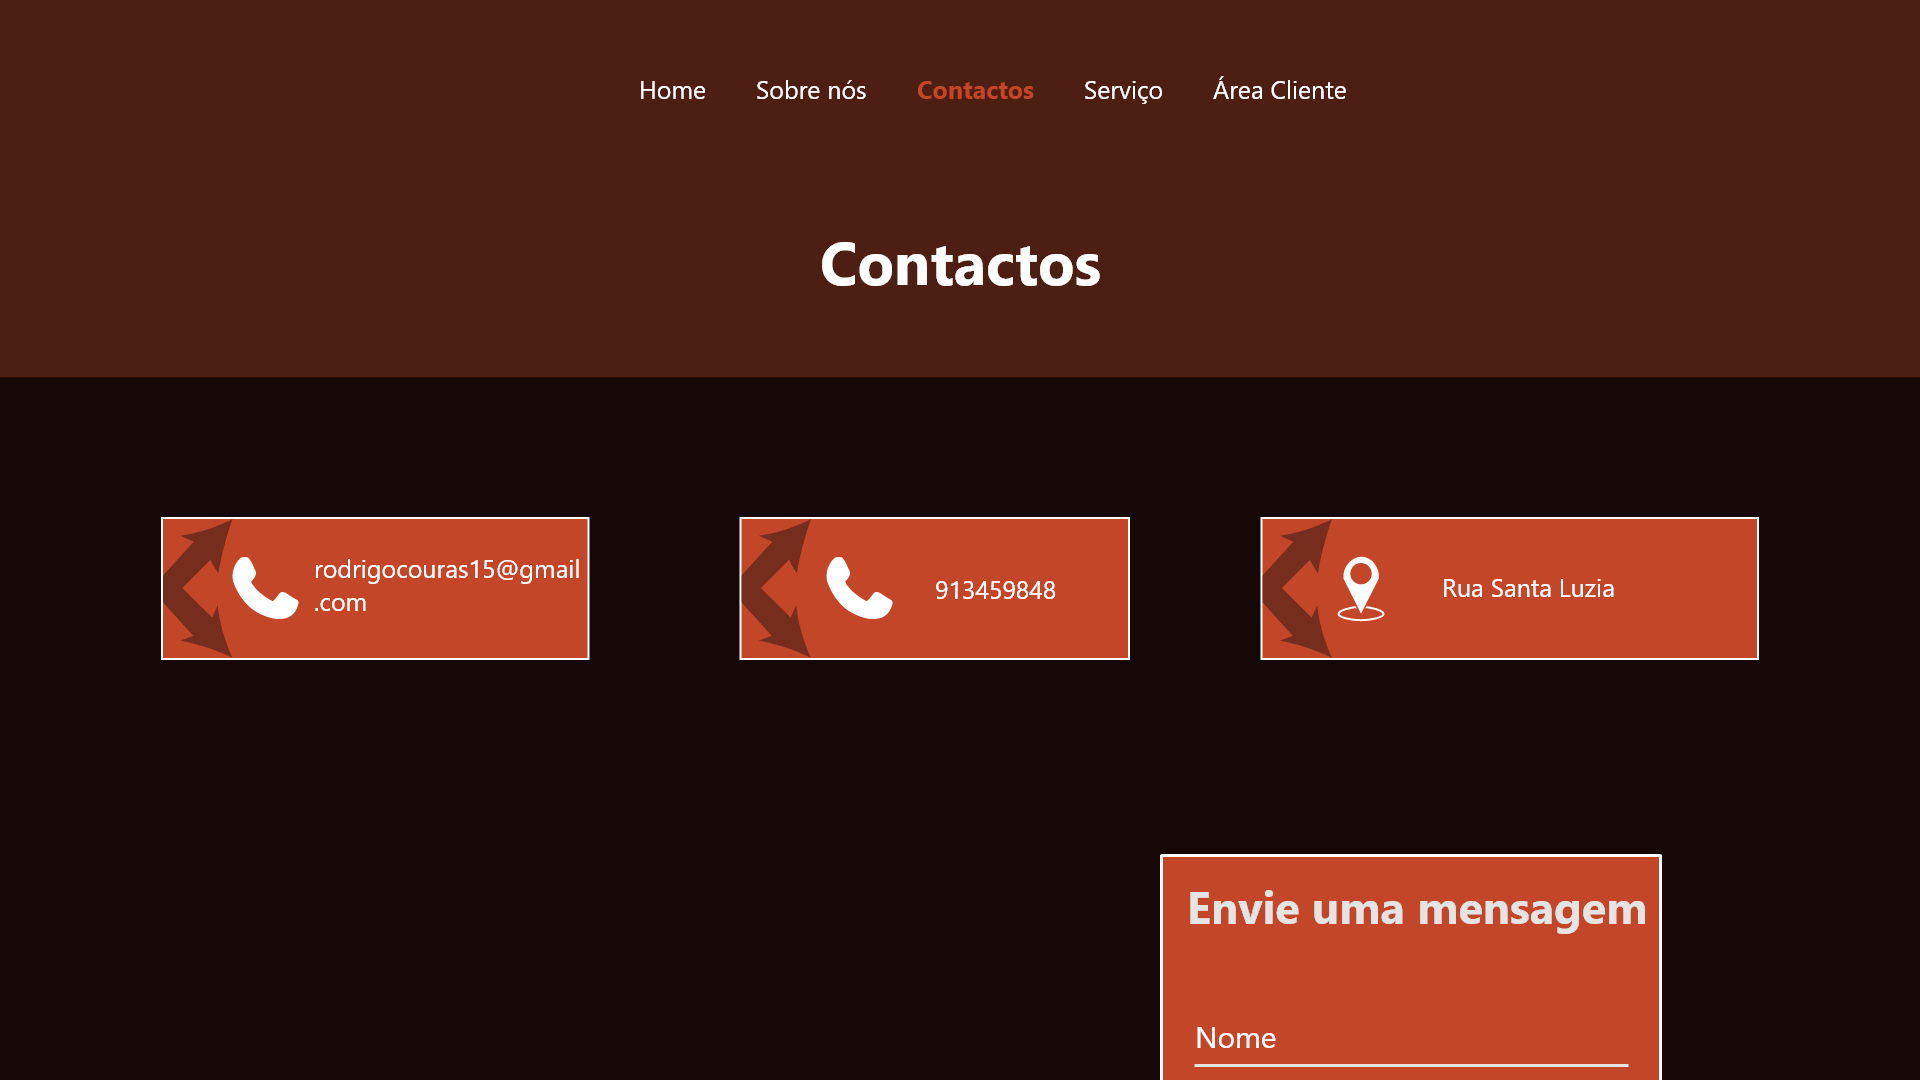 Home Sobre nós Contactos Serviço Área Cliente
Contactos
rodrigocouras15@gmail
.com
913459848
Rua Santa Luzia
Envie uma mensagem
Nome